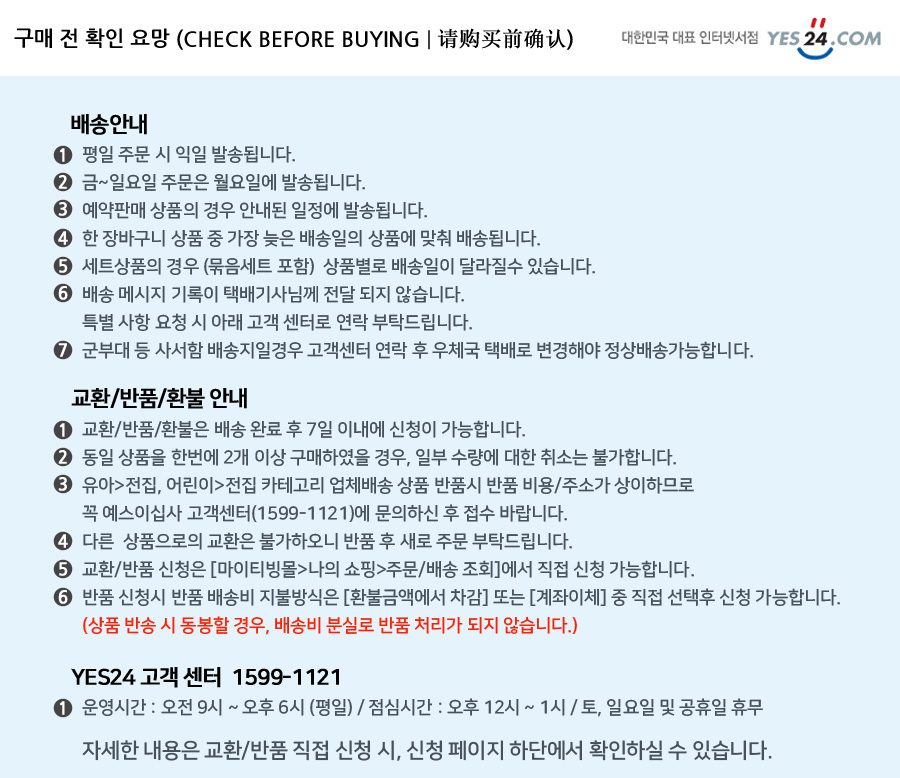 구매 전 확인 요망 (CHECK BEFORE BUYING | 请购买前确认)
대한민국 대표 인터넷서점 YES24.COM
배송안내
❶ 평일 주문 시 익일 발송됩니다.
❷ 금~일요일 주문은 월요일에 발송됩니다.
❸ 예약판매 상품의 경우 안내된 일정에 발송됩니다.
❹ 한 장바구니 상품 중 가장 늦은 배송일의 상품에 맞춰 배송됩니다.
❺ 세트상품의 경우 (묶음세트 포함) 상품별로 배송일이 달라질수 있습니다.
❻ 배송 메시지 기록이 택배기사님께 전달 되지 않습니다.
특별 사항 요청 시 아래 고객 센터로 연락 부탁드립니다.
❼ 군부대 등 사서함 배송지일경우 고객센터 연락 후 우체국 택배로 변경해야 정상배송가능합니다.
교환/반품/환불 안내
❶ 교환/반품/환불은 배송 완료 후 7일 이내에 신청이 가능합니다.
❷ 동일 상품을 한번에 2개 이상 구매하였을 경우, 일부 수량에 대한 취소는 불가합니다.
❸ 유아>전집, 어린이>전집 카테고리 업체배송 상품 반품시 반품 비용/주소가 상이하므로
꼭 예스이십사 고객센터(1599-1121)에 문의하신 후 접수 바랍니다.
❹ 다른 상품으로의 교환은 불가하오니 반품 후 새로 주문 부탁드립니다.
❺ 교환/반품 신청은 [마이티빙몰>나의 쇼핑>주문/배송 조회]에서 직접 신청 가능합니다.
❻ 반품 신청시 반품 배송비 지불방식은 [환불금액에서 차감] 또는 [계좌이체] 중 직접 선택후 신청 가능합니다.
(상품 반송 시 동봉할 경우, 배송비 분실로 반품 처리가 되지 않습니다.)
YES24 고객 센터 1599-1121
❶ 운영시간 : 오전 9시 ~ 오후 6시 (평일) / 점심시간 : 오후 12시 ~ 1시 / 토, 일요일 및 공휴일 휴무
자세한 내용은 교환/반품 직접 신청 시, 신청 페이지 하단에서 확인하실 수 있습니다.